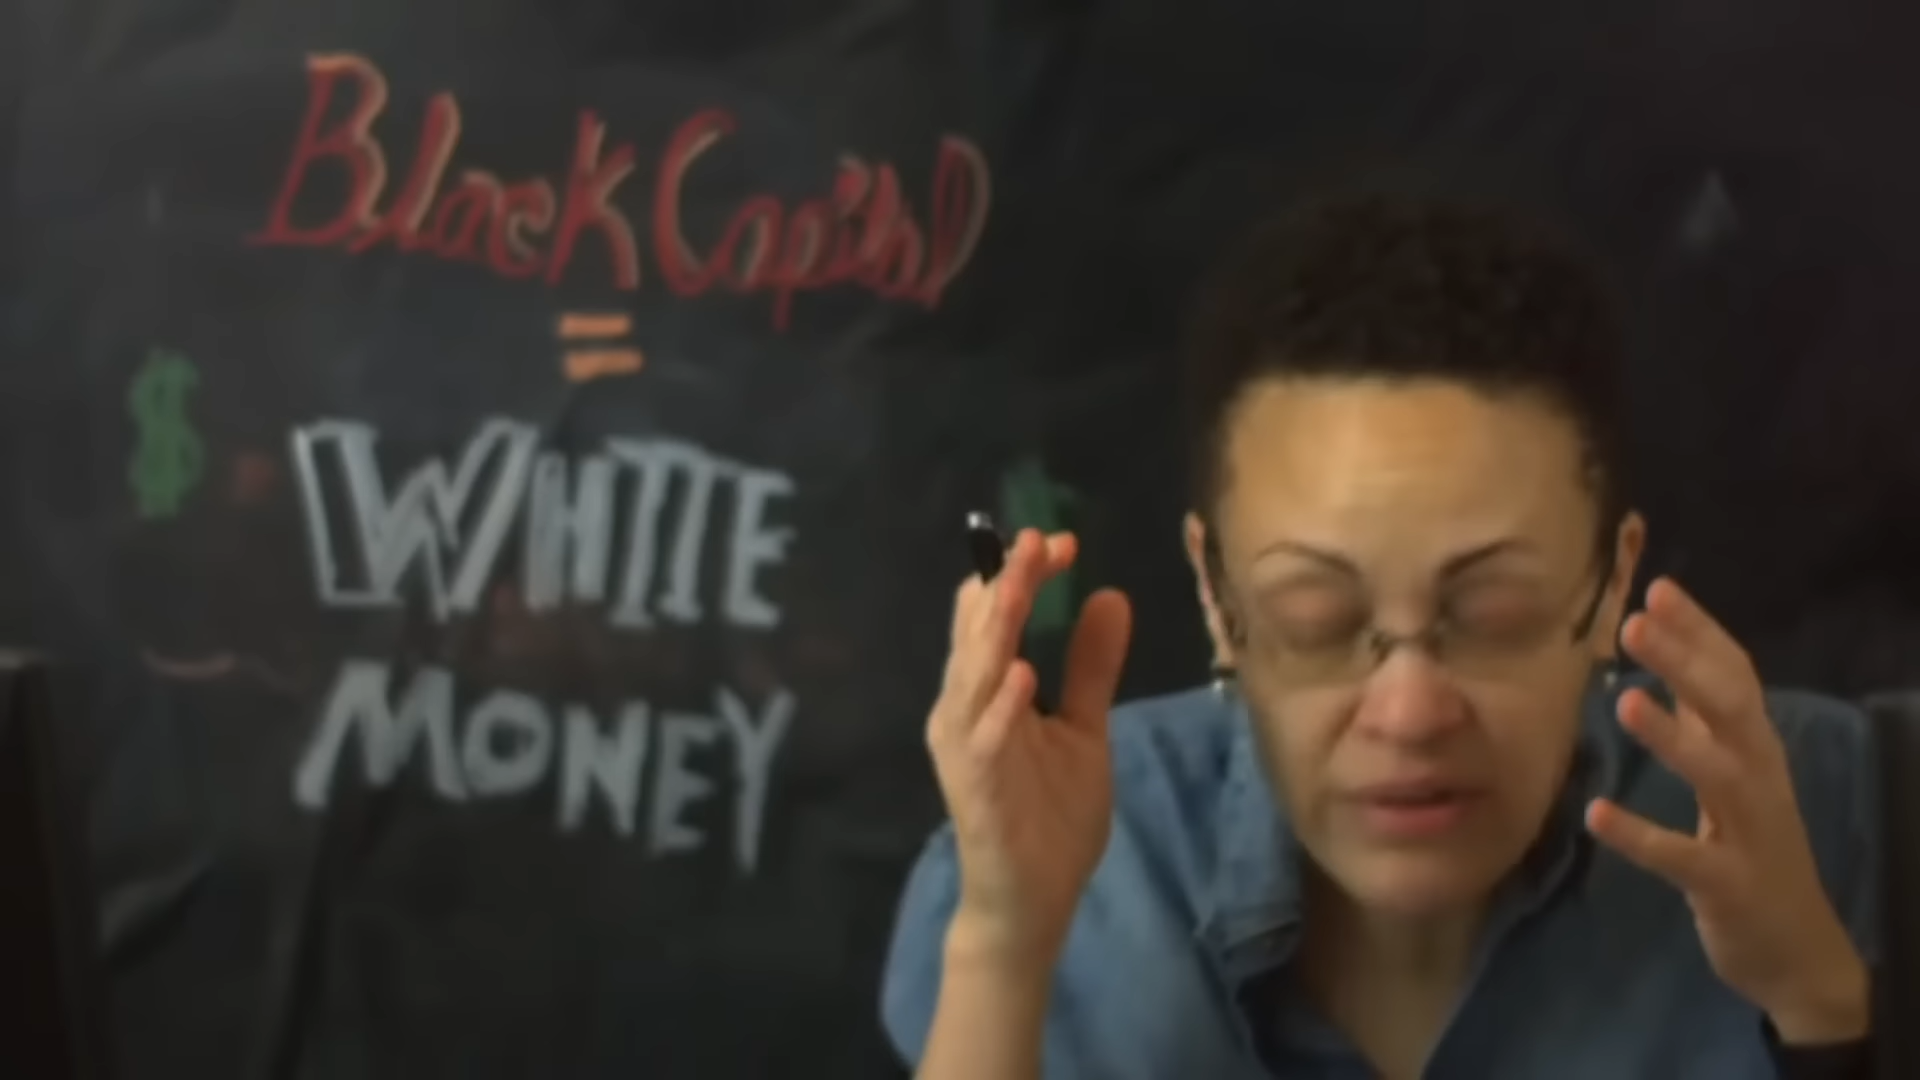 Black Capital
=
$
WHITE
MONEY